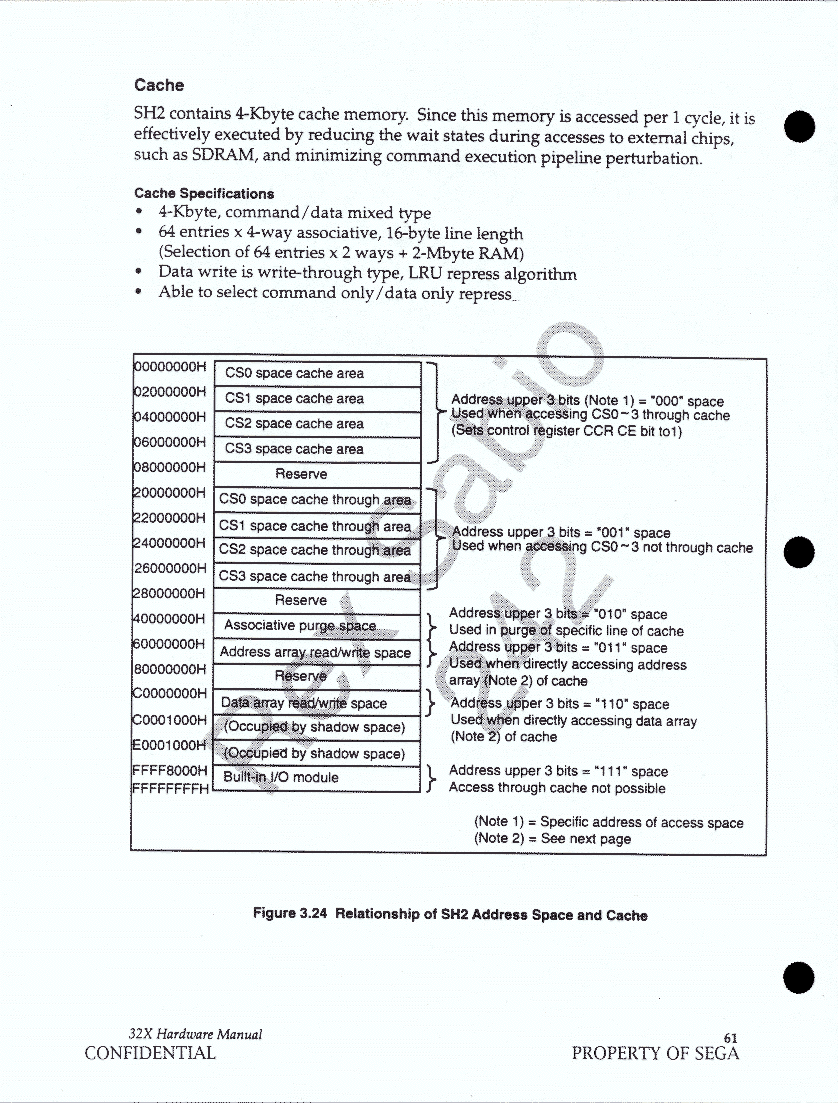 Cache
SH2 contains 4-Kbyte cache memory. Since this memory is accessed per 1 cycle, it is
effectively executed by reducing the wait states during accesses to external chips,
such as SDRAM, and minimizing command execution pipeline perturbation.
Cache Specifications
• 4-Kbyte, command/data mixed type
• 64 entries x 4-way associative, 16-byte line length
(Selection of 64 entries x 2 ways + 2-Mbyte RAM)
• Data write is write-through type, LRU repress algorithm
• Able to select command only/data only repress
00000000H CS0 space cache area
02000000H CS1 space cache area
04000000H CS2 space cache area
06000000H CS3 space cache area
08000000H Reserve
Address upper 3 bits (Note 1) = "000" space
Used when accessing CS0~3 through cache
(Sets control register CCR CE bit to1)
20000000H CS0 space cache through area
22000000H CS1 space cache through area
24000000H CS2 space cache through area
26000000H CS3 space cache through area
28000000H Reserve
Address upper 3 bits = "001" space
Used when accessing CS0~3 not through cache
40000000H Associative purge space
Address upper 3 bits = "010" space
Used in purge of specific line of cache
60000000H Address array read/write space
80000000H Reserve
Address upper 3 bits = "011" space
Used when directly accessing address
array (Note 2) of cache
C0000000H Data array read/write space
C0001000H (Occupied by shadow space)
Address upper 3 bits = "110" space
Used when directly accessing data array
(Note 2) of cache
E0001000H (Occupied by shadow space)
FFFF8000H Built-in I/O module
FFFFFFFFH
Address upper 3 bits = "111" space
Access through cache not possible
(Note 1) = Specific address of access space
(Note 2) = See next page
Rex Sabio
242
Figure 3.24 Relationship of SH2 Address Space and Cache
32X Hardware Manual
61
CONFIDENTIAL
PROPERTY OF SEGA